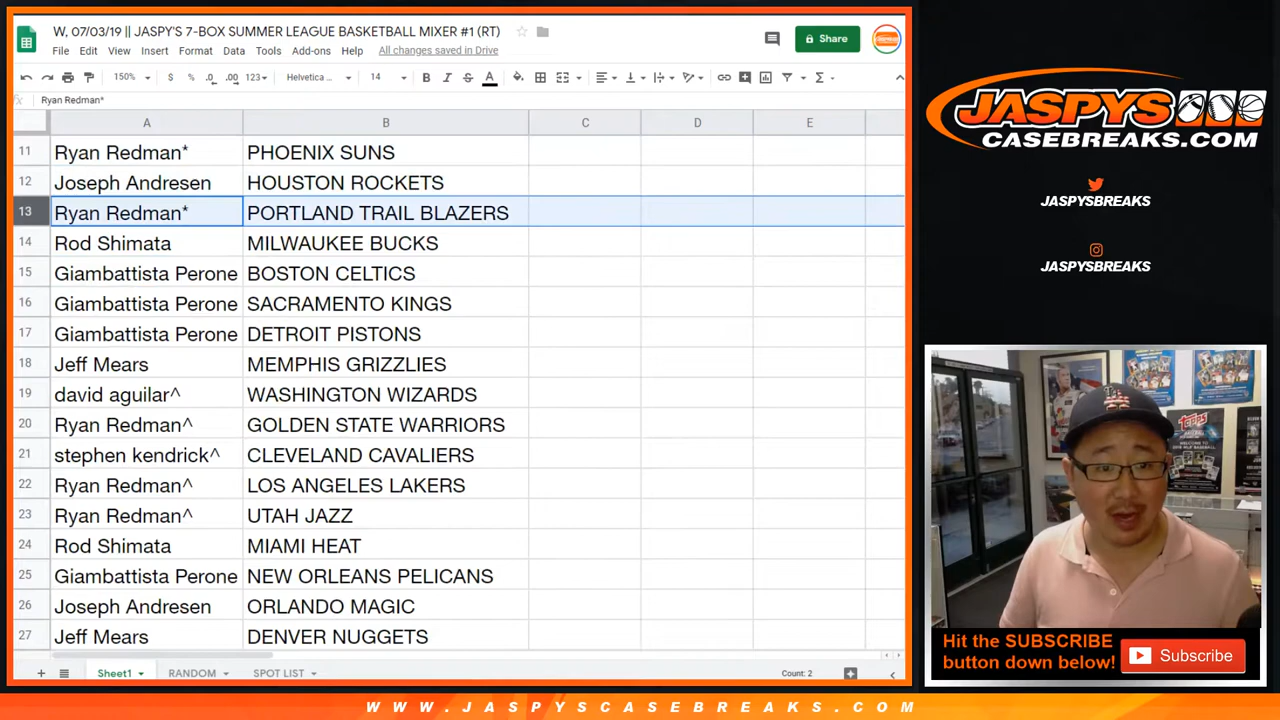 W, 07/03/19 || JASPY'S 7-BOX SUMMER LEAGUE BASKETBALL MIXER #1 (RT)
File Edit View Insert Format Data Tools Add-ons Help All changes saved in Drive
Share
150% $ % .0 .00 123 Helvetica ... 14 B I S A
fx Ryan Redman*
A B C D E
11 Ryan Redman* PHOENIX SUNS
12 Joseph Andresen HOUSTON ROCKETS
13 Ryan Redman* PORTLAND TRAIL BLAZERS
14 Rod Shimata MILWAUKEE BUCKS
15 Giambattista Perone BOSTON CELTICS
16 Giambattista Perone SACRAMENTO KINGS
17 Giambattista Perone DETROIT PISTONS
18 Jeff Mears MEMPHIS GRIZZLIES
19 david aguilar^ WASHINGTON WIZARDS
20 Ryan Redman^ GOLDEN STATE WARRIORS
21 stephen kendrick^ CLEVELAND CAVALIERS
22 Ryan Redman^ LOS ANGELES LAKERS
23 Ryan Redman^ UTAH JAZZ
24 Rod Shimata MIAMI HEAT
25 Giambattista Perone NEW ORLEANS PELICANS
26 Joseph Andresen ORLANDO MAGIC
27 Jeff Mears DENVER NUGGETS
Sheet1 RANDOM SPOT LIST Count: 2
JASPYS
CASEBREAKS.COM
JASPYSBREAKS
JASPYSBREAKS
topps
Hit the SUBSCRIBE
button down below!
Subscribe
WWW.JASPYSCASEBREAKS.COM